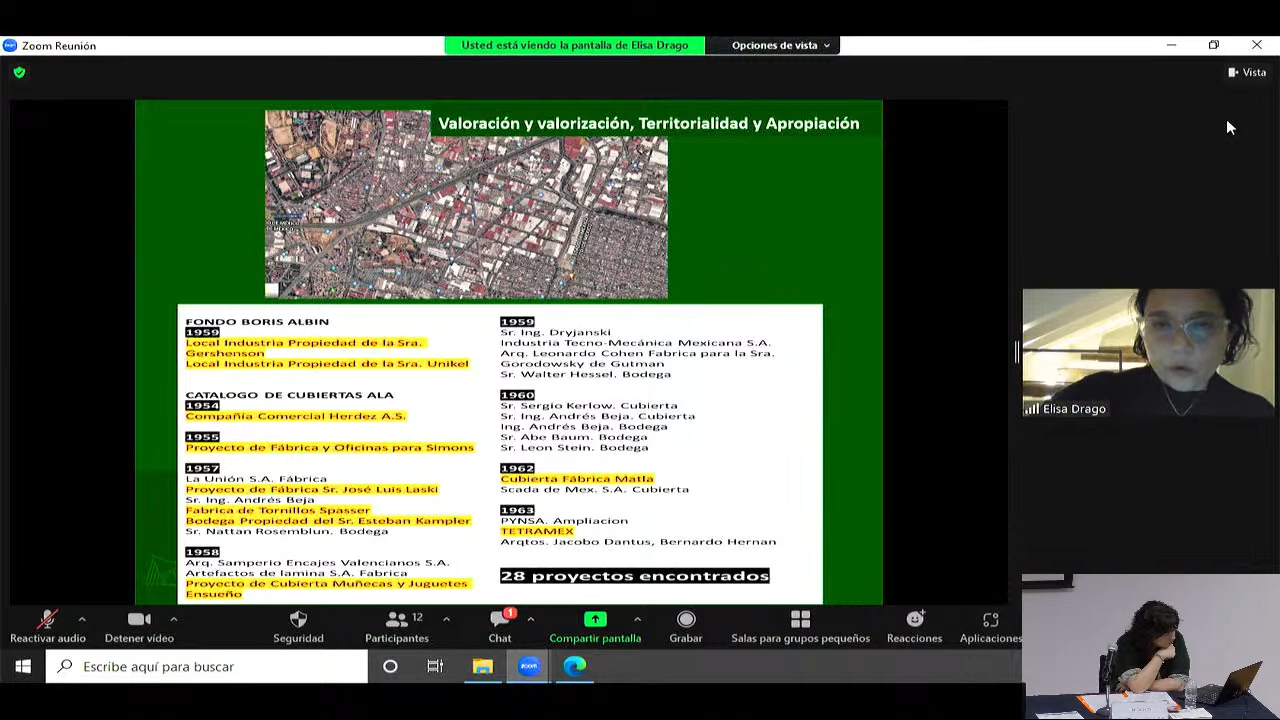 Zoom Reunión
Usted está viendo la pantalla de Elisa Drago
Opciones de vista
Vista
Valoración y valorización, Territorialidad y Apropiación
FONDO BORIS ALBIN
1959
Local Industria Propiedad de la Sra.
Gershenson
Local Industria Propiedad de la Sra. Unikel
CATALOGO DE CUBIERTAS ALA
1954
Compañía Comercial Herdez A.S.
1955
Proyecto de Fábrica y Oficinas para Simons
1957
La Unión S.A. Fábrica
Proyecto de Fábrica Sr. José Luis Laski
Sr. Ing. Andrés Beja
Fabrica de Tornillos Spasser
Bodega Propiedad del Sr. Esteban Kampler
Sr. Nattan Rosemblun. Bodega
1958
Arq. Samperio Encajes Valencianos S.A.
Artefactos de lamina S.A. Fabrica
Proyecto de Cubierta Muñecas y Juguetes
Ensueño
1959
Sr. Ing. Dryjanski
Industria Tecno-Mecánica Mexicana S.A.
Arq. Leonardo Cohen Fabrica para la Sra.
Gorodowsky de Gutman
Sr. Walter Hessel. Bodega
1960
Sr. Sergio Kerlow. Cubierta
Sr. Ing. Andrés Beja. Cubierta
Ing. Andrés Beja. Bodega
Sr. Abe Baum. Bodega
Sr. Leon Stein. Bodega
1962
Cubierta Fábrica Matla
Scada de Mex. S.A. Cubierta
1963
PYNSA. Ampliacion
TETRAMEX
Arqtos. Jacobo Dantus, Bernardo Hernan
28 proyectos encontrados
Elisa Drago
12
1
Reactivar audio
Detener vídeo
Seguridad
Participantes
Chat
Compartir pantalla
Grabar
Salas para grupos pequeños
Reacciones
Aplicaciones
Escribe aquí para buscar
zoom